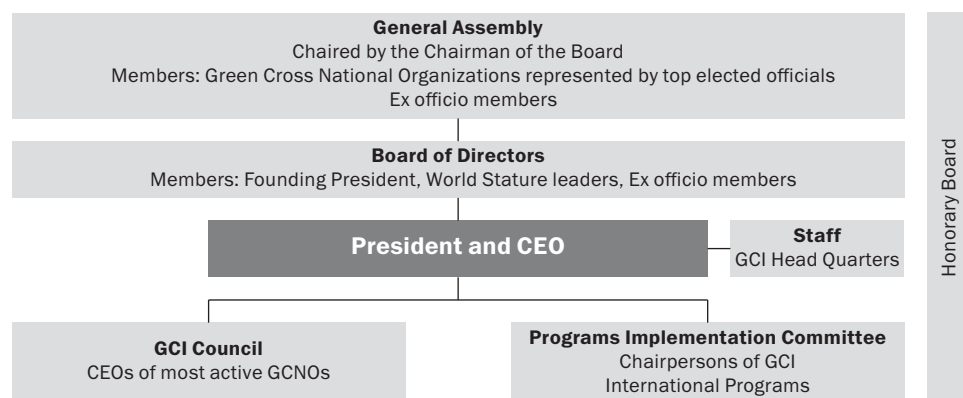 General Assembly
Chaired by the Chairman of the Board
Members: Green Cross National Organizations represented by top elected officials
Ex officio members
Board of Directors
Members: Founding President, World Stature leaders, Ex officio members
President and CEO
Staff
GCI Head Quarters
GCI Council
CEOs of most active GCNOs
Programs Implementation Committee
Chairpersons of GCI
International Programs
Honorary Board